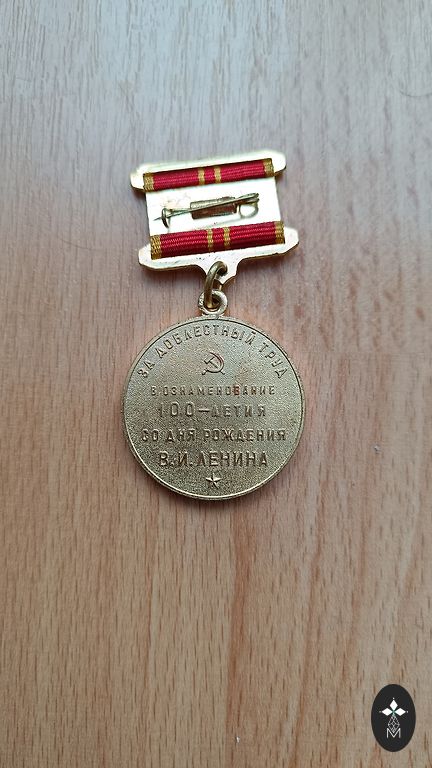 ЗА ДОБЛЕСТНЫЙ ТРУД
В ОЗНАМЕНОВАНИЕ
100-ЛЕТИЯ
СО ДНЯ РОЖДЕНИЯ
В.И.ЛЕНИНА
M